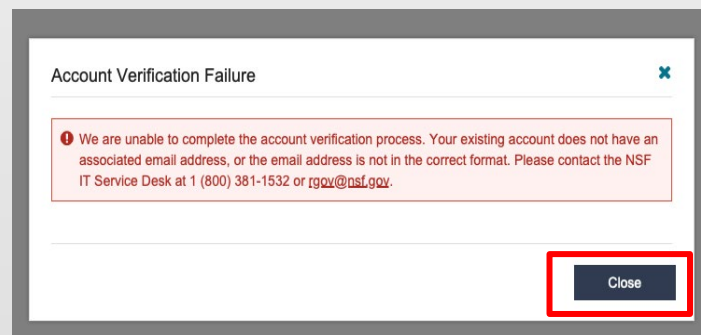 Account Verification Failure
We are unable to complete the account verification process. Your existing account does not have an
associated email address, or the email address is not in the correct format. Please contact the NSF
IT Service Desk at 1 (800) 381-1532 or rgov@nsf.gov.
Close